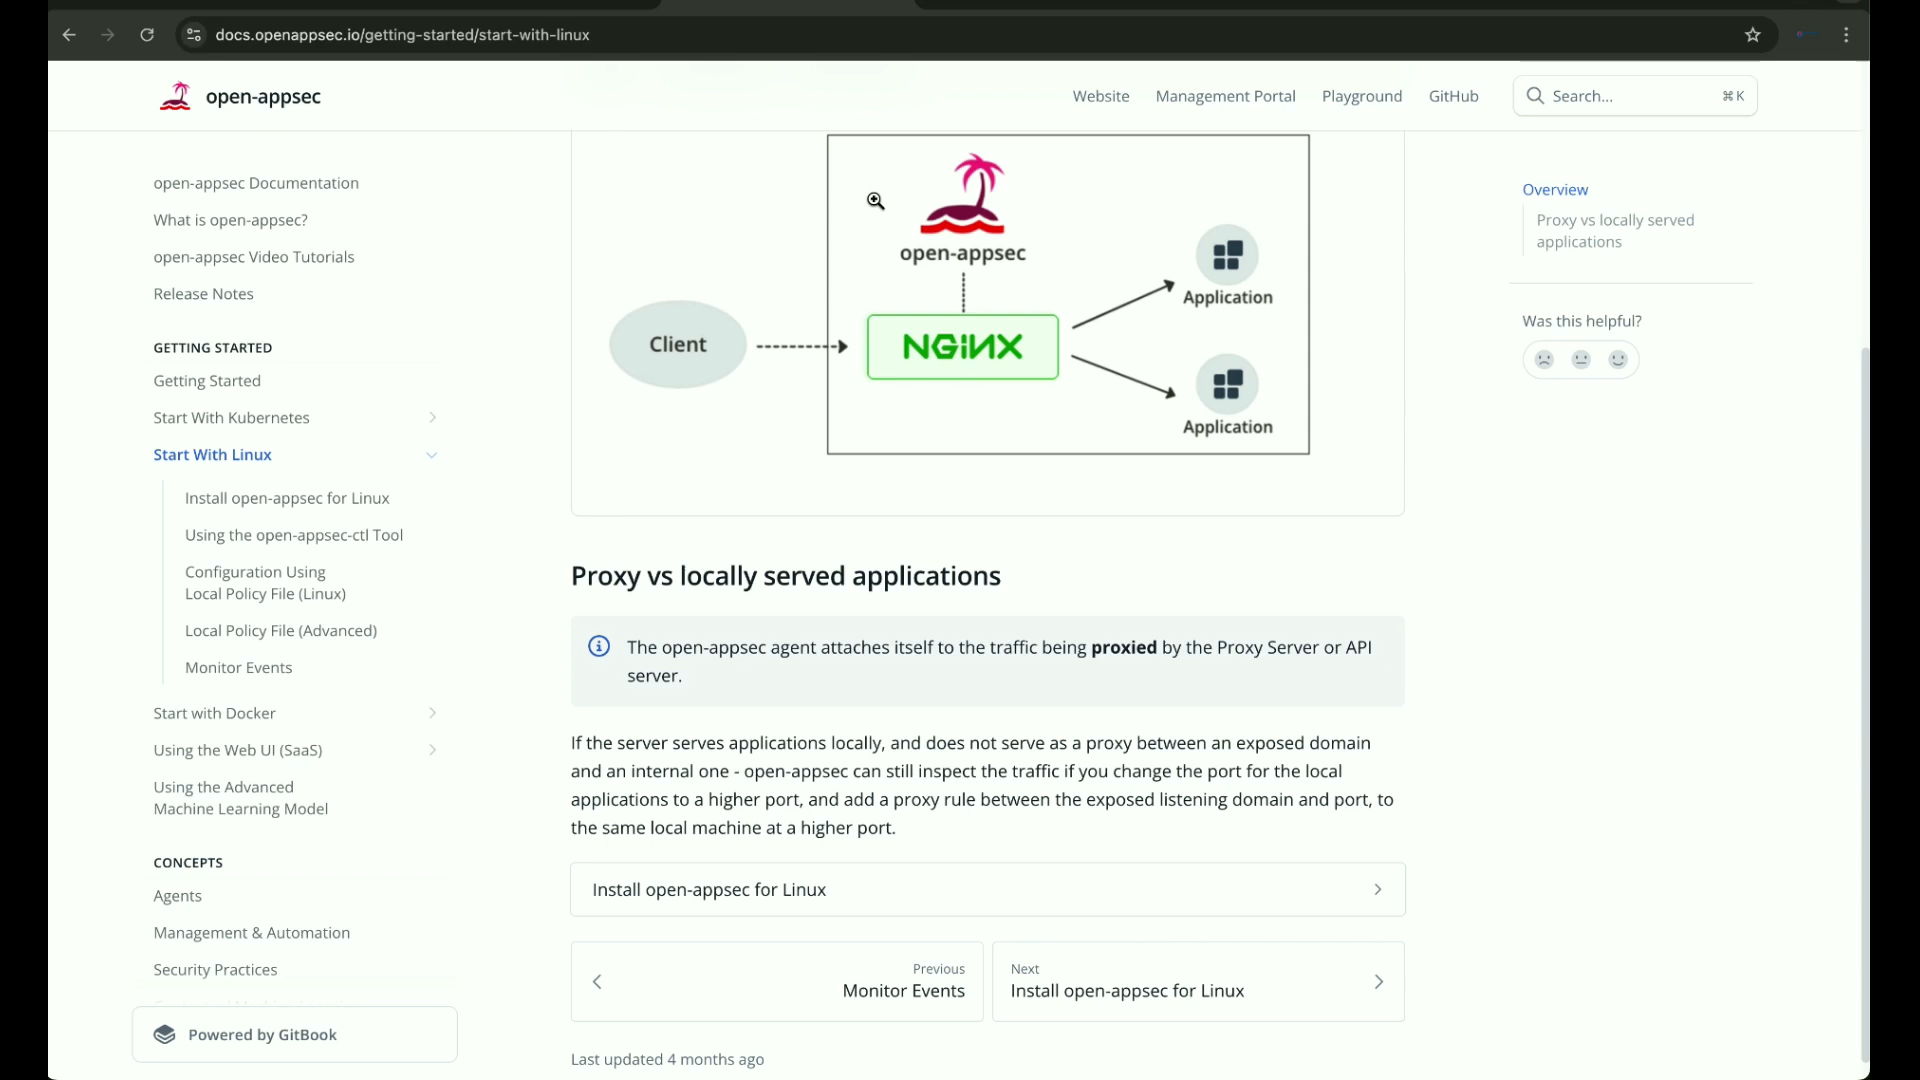 docs.openappsec.io/getting-started/start-with-linux
open-appsec
Website
Management Portal
Playground
GitHub
Search...
⌘K
open-appsec Documentation
What is open-appsec?
open-appsec Video Tutorials
Release Notes
GETTING STARTED
Getting Started
Start With Kubernetes
Start With Linux
Install open-appsec for Linux
Using the open-appsec-ctl Tool
Configuration Using
Local Policy File (Linux)
Local Policy File (Advanced)
Monitor Events
Start with Docker
Using the Web UI (SaaS)
Using the Advanced
Machine Learning Model
CONCEPTS
Agents
Management & Automation
Security Practices
Powered by GitBook
open-appsec
Client
NGINX
Application
Application
Proxy vs locally served applications
The open-appsec agent attaches itself to the traffic being proxied by the Proxy Server or API
server.
If the server serves applications locally, and does not serve as a proxy between an exposed domain
and an internal one - open-appsec can still inspect the traffic if you change the port for the local
applications to a higher port, and add a proxy rule between the exposed listening domain and port, to
the same local machine at a higher port.
Install open-appsec for Linux
Previous
Monitor Events
Next
Install open-appsec for Linux
Last updated 4 months ago
Overview
Proxy vs locally served
applications
Was this helpful?